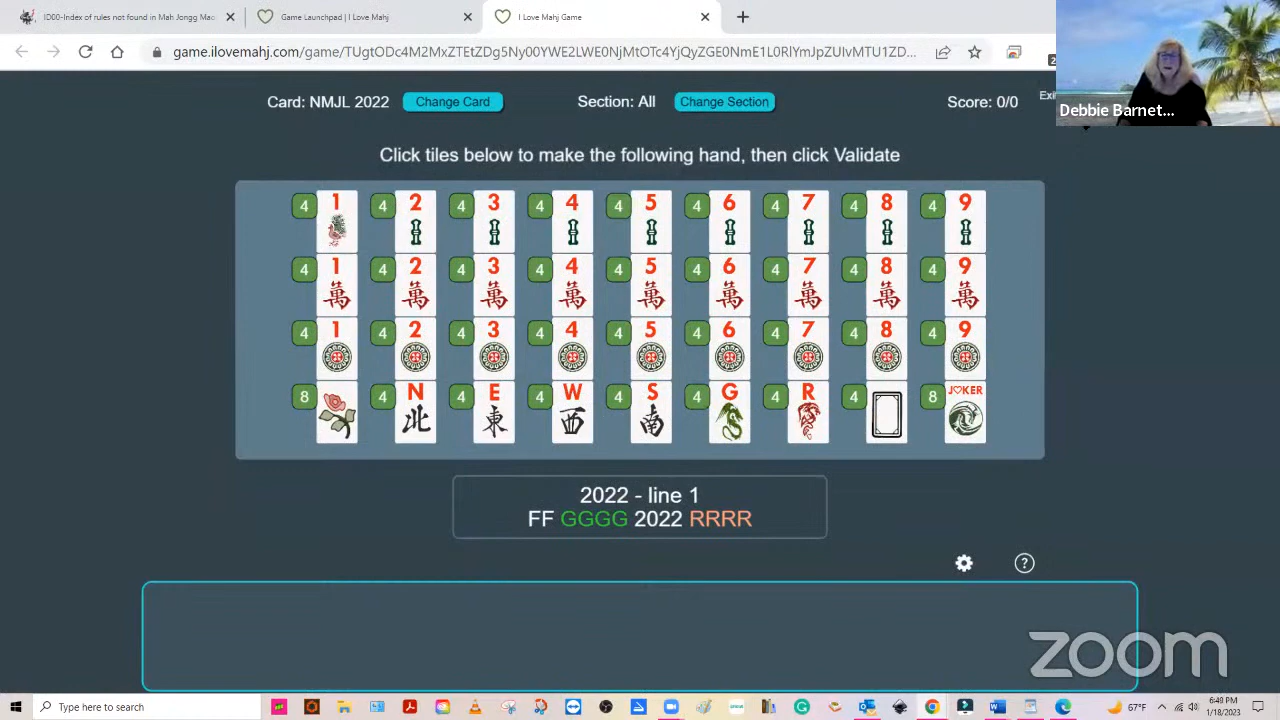 1D00-Index of rules not found in Mah Jongg Mac
Game Launchpad | I Love Mahj
I Love Mahj Game
game.ilovemahj.com/game/TUgtODc4M2MxZTEtZDg5Ny00YWE2LWE0NjMtOTc4YjQyZGE0NmE1L0RlYmJpZUIvMTU1ZD...
Card: NMJL 2022 Change Card Section: All Change Section Score: 0/0 Exi
Debbie Barnet...
Click tiles below to make the following hand, then click Validate
4 1 4 2 4 3 4 4 4 5 4 6 4 7 4 8 4 9
4 1 4 2 4 3 4 4 4 5 4 6 4 7 4 8 4 9
萬 萬 萬 萬 萬 萬 萬 萬 萬
4 1 4 2 4 3 4 4 4 5 4 6 4 7 4 8 4 9
8 4 N 4 E 4 W 4 S 4 G 4 R 4 8 J♡KER
北 東 西 南
2022 - line 1
FF GGGG 2022 RRRR
?
zoom
Type here to search
67°F
6:49 PM
1/18/2023